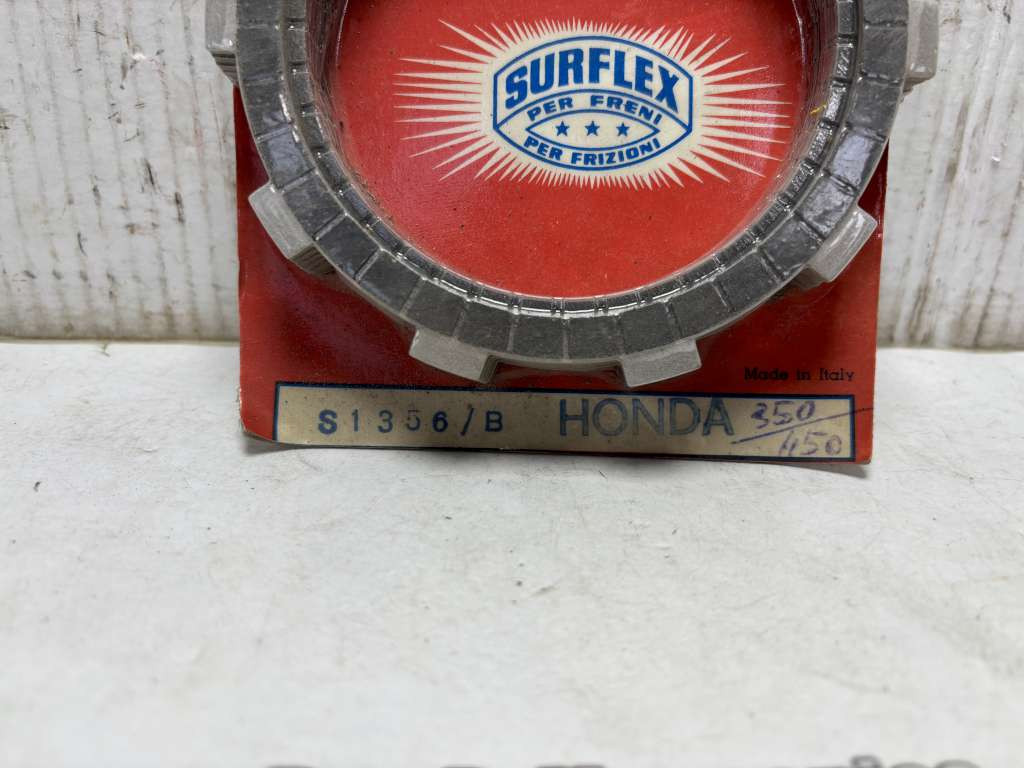 SURFLEX
PER FRENI
PER FRIZIONI
Made in Italy
S1356/B HONDA 350/450